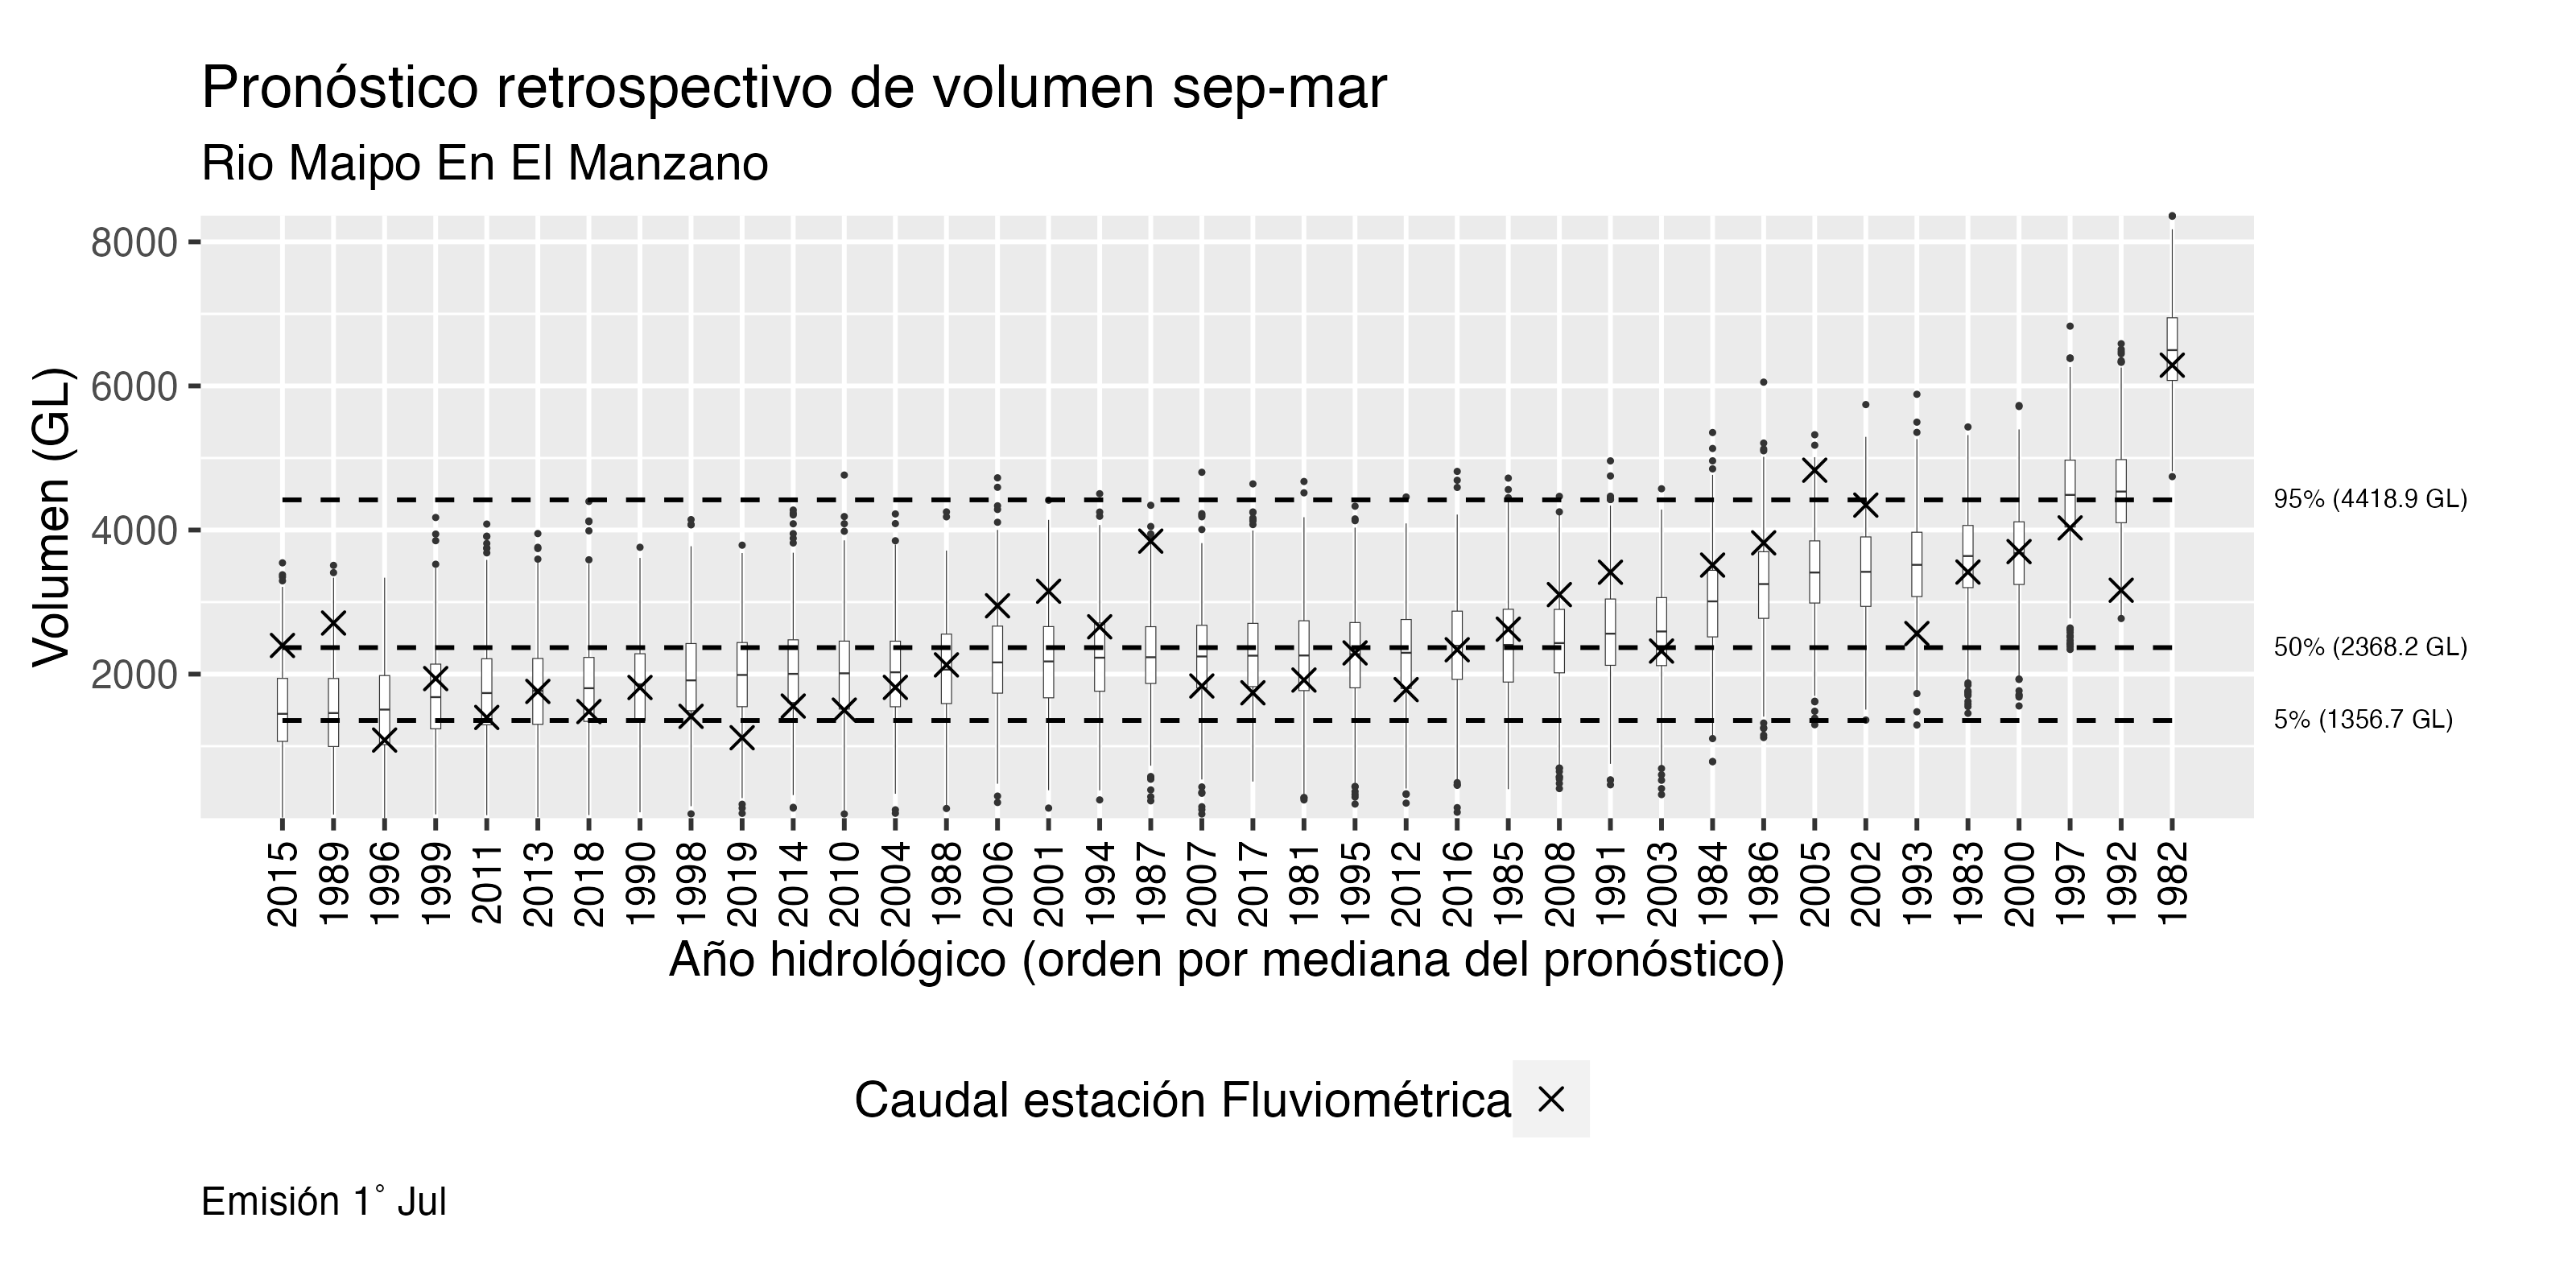 Pronóstico retrospectivo de volumen sep-mar
Rio Maipo En El Manzano
Volumen (GL)
8000
6000
4000
2000
95% (4418.9 GL)
50% (2368.2 GL)
5% (1356.7 GL)
2015 1989 1996 1999 2011 2013 2018 1990 1998 2019 2014 2010 2004 1988 2006 2001 1994 1987 2007 2017 1981 1995 2012 2016 1985 2008 1991 2003 1984 1986 2005 2002 1993 1983 2000 1997 1992 1982
Año hidrológico (orden por mediana del pronóstico)
Caudal estación Fluviométrica
Emisión 1° Jul